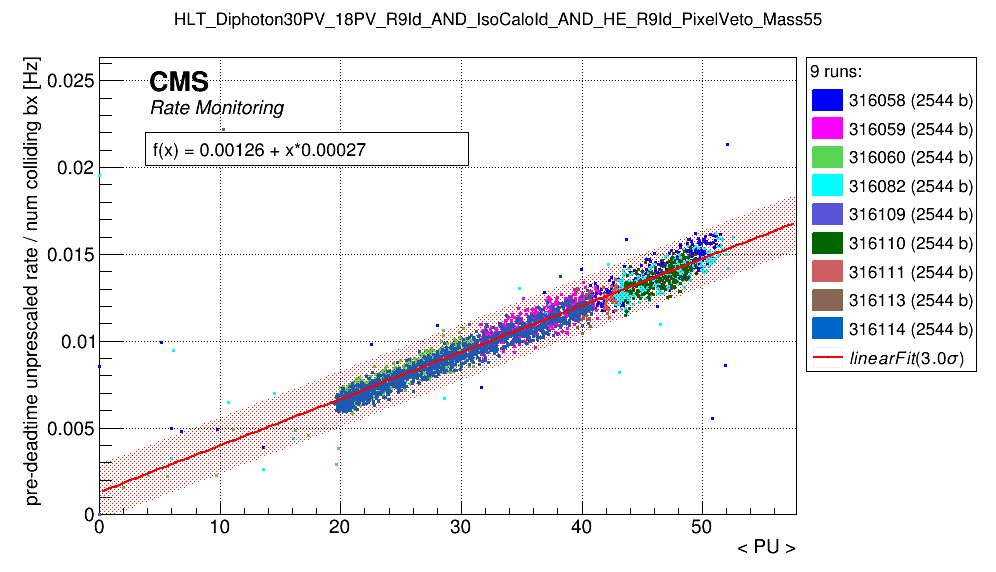 HLT_Diphoton30PV_18PV_R9Id_AND_IsoCaloId_AND_HE_R9Id_PixelVeto_Mass55
pre-deadtime unprescaled rate / num colliding bx [Hz]
0.025
0.02
0.015
0.01
0.005
0
CMS
Rate Monitoring
f(x) = 0.00126 + x*0.00027
0 10 20 30 40 50
< PU >
9 runs:
316058 (2544 b)
316059 (2544 b)
316060 (2544 b)
316082 (2544 b)
316109 (2544 b)
316110 (2544 b)
316111 (2544 b)
316113 (2544 b)
316114 (2544 b)
linearFit(3.0σ)